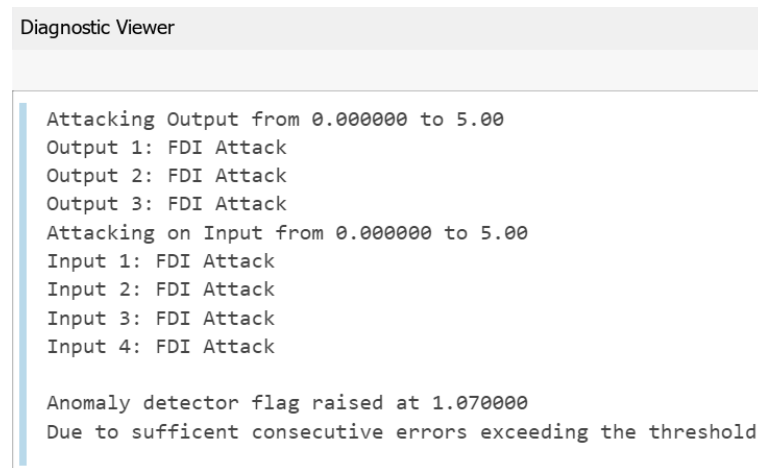 Diagnostic Viewer
Attacking Output from 0.000000 to 5.00
Output 1: FDI Attack
Output 2: FDI Attack
Output 3: FDI Attack
Attacking on Input from 0.000000 to 5.00
Input 1: FDI Attack
Input 2: FDI Attack
Input 3: FDI Attack
Input 4: FDI Attack
Anomaly detector flag raised at 1.070000
Due to sufficent consecutive errors exceeding the threshold